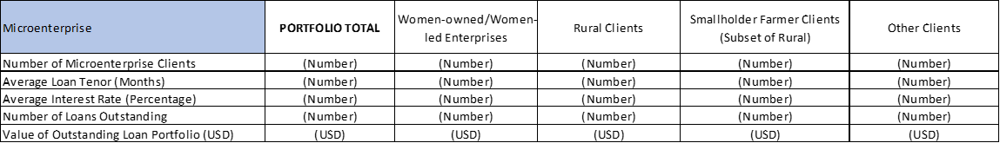 Microenterprise PORTFOLIO TOTAL Women-owned/Women-led Enterprises Rural Clients Smallholder Farmer Clients (Subset of Rural) Other Clients
Number of Microenterprise Clients (Number) (Number) (Number) (Number) (Number)
Average Loan Tenor (Months) (Number) (Number) (Number) (Number) (Number)
Average Interest Rate (Percentage) (Number) (Number) (Number) (Number) (Number)
Number of Loans Outstanding (Number) (Number) (Number) (Number) (Number)
Value of Outstanding Loan Portfolio (USD) (USD) (USD) (USD) (USD) (USD)